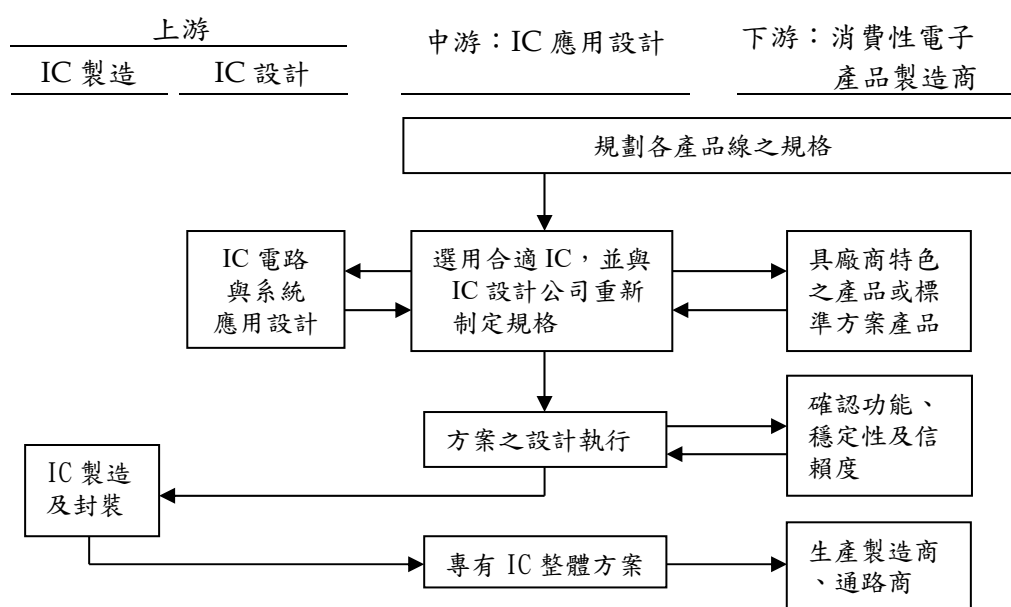 上游
中游：IC 應用設計
下游：消費性電子
產品製造商
IC 製造
IC 設計
規劃各產品線之規格
IC 電路
與系統
應用設計
選用合適 IC，並與
IC 設計公司重新
制定規格
具廠商特色
之產品或標
準方案產品
方案之設計執行
確認功能、
穩定性及信
賴度
IC 製造
及封裝
專有 IC 整體方案
生產製造商
、通路商